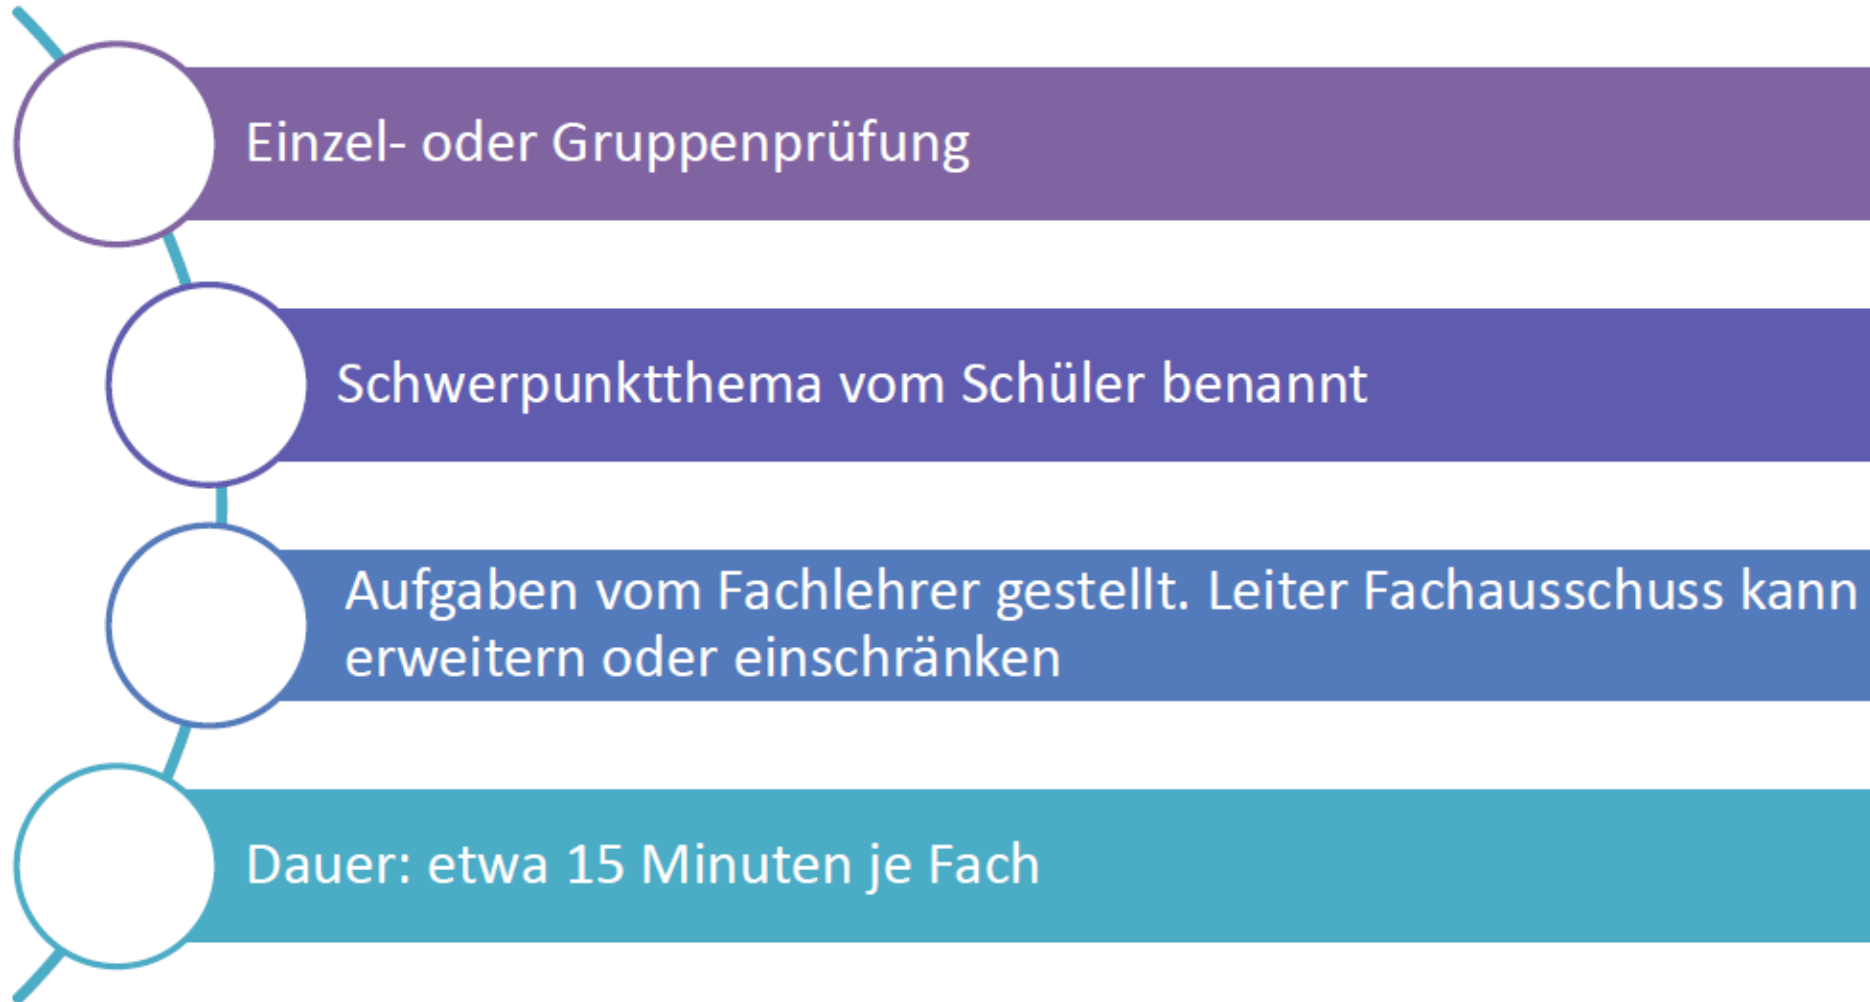 Einzel- oder Gruppenprüfung
Schwerpunktthema vom Schüler benannt
Aufgaben vom Fachlehrer gestellt. Leiter Fachausschuss kann
erweitern oder einschränken
Dauer: etwa 15 Minuten je Fach